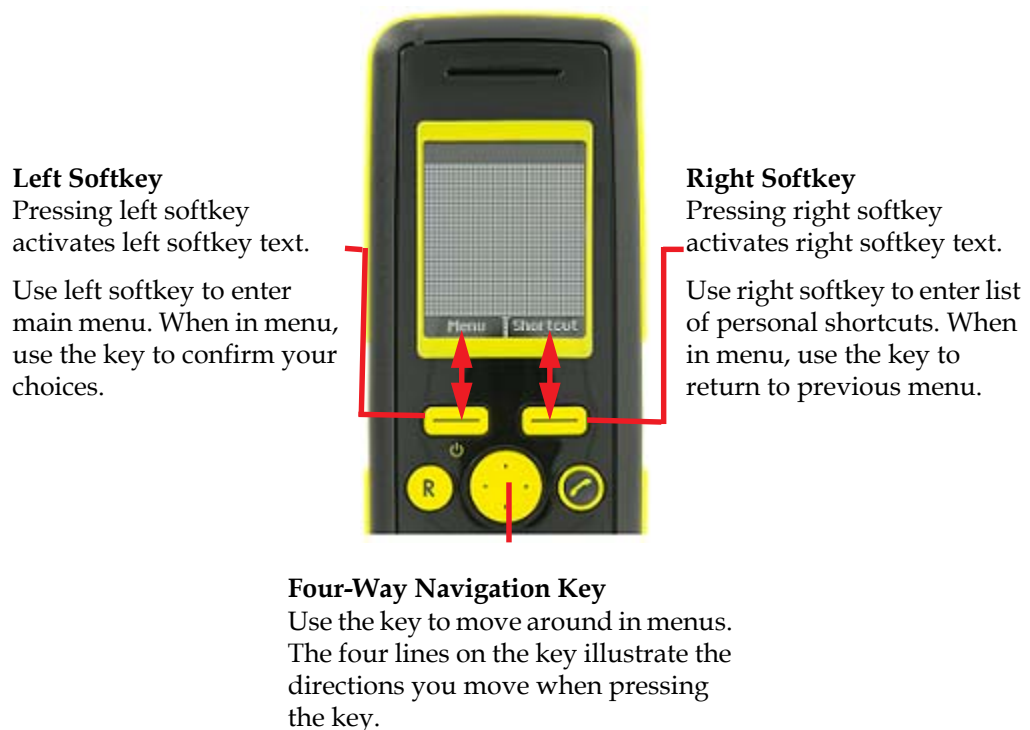 Left Softkey
Pressing left softkey
activates left softkey text.
Use left softkey to enter
main menu. When in menu,
use the key to confirm your
choices.
Menu
Shortcut
Right Softkey
Pressing right softkey
activates right softkey text.
Use right softkey to enter list
of personal shortcuts. When
in menu, use the key to
return to previous menu.
R
Four-Way Navigation Key
Use the key to move around in menus.
The four lines on the key illustrate the
directions you move when pressing
the key.